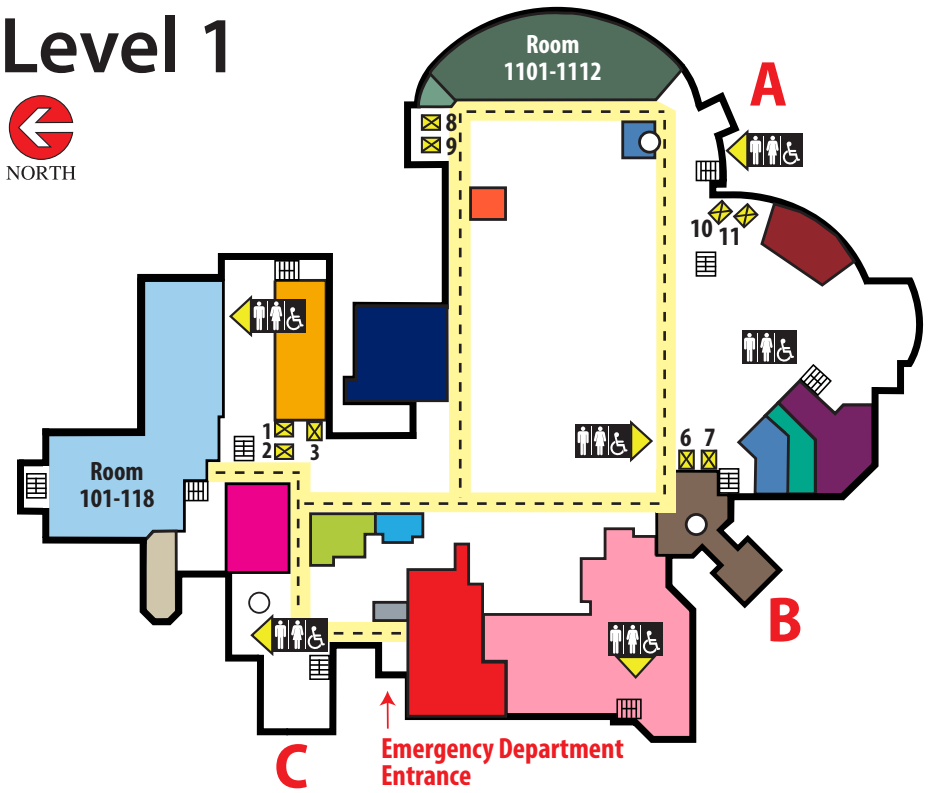 Level 1
NORTH
Room
1101-1112
A
8
9
10
11
1
2
3
6
7
Room
101-118
B
C
Emergency Department
Entrance